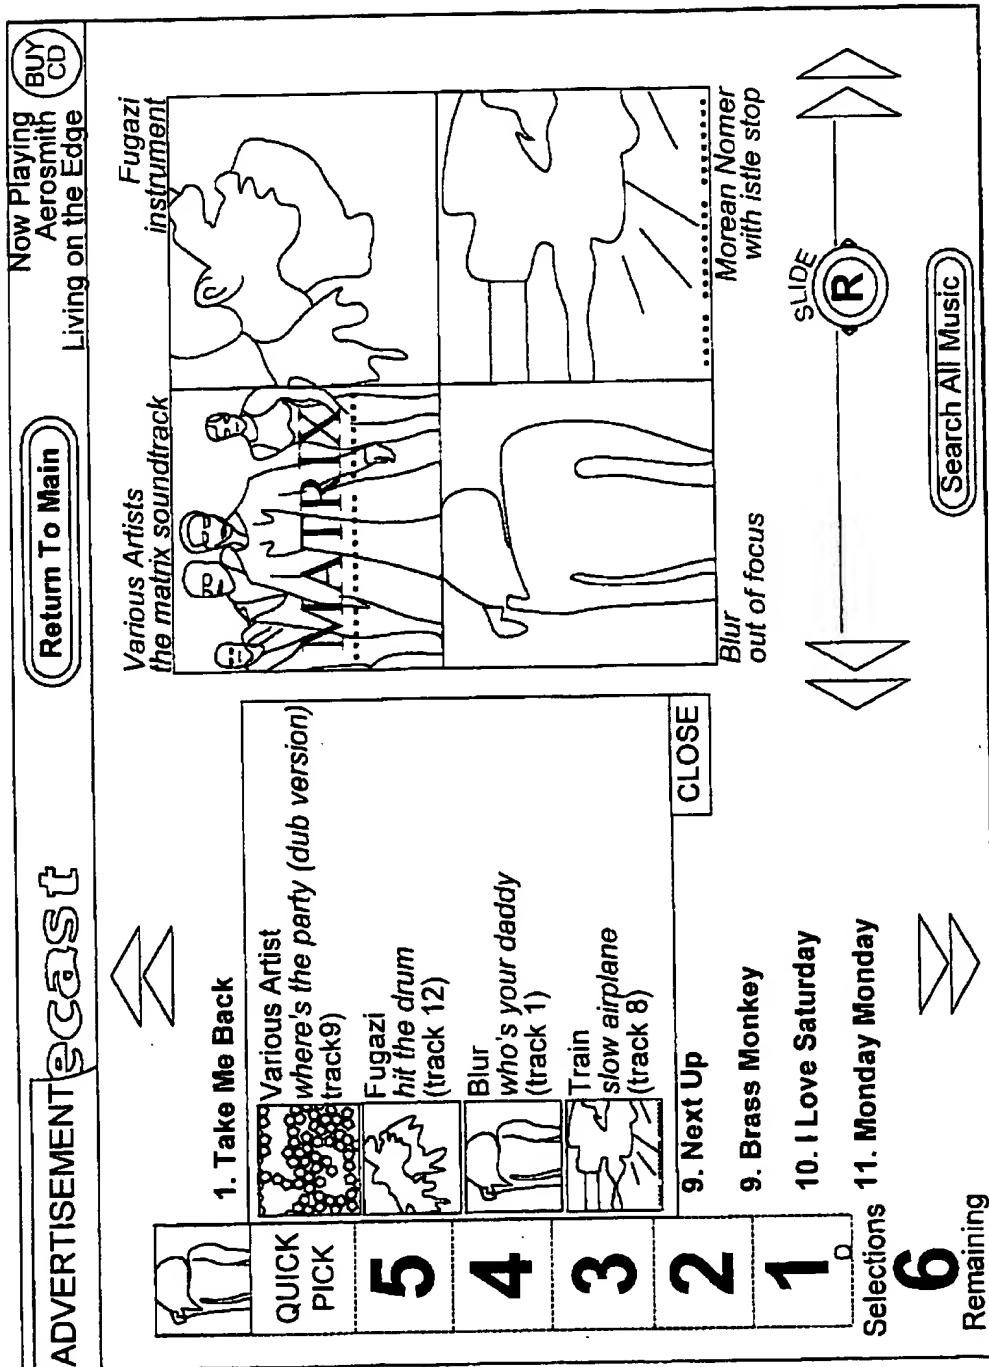 ADVERTISEMENT
ecast
Return To Main
Now Playing
Aerosmith
Living on the Edge
BUY
CD
QUICK
PICK
5
4
3
2
1
D
Selections
6
Remaining
1. Take Me Back
Various Artist
where's the party (dub version)
track9)
Fugazi
hit the drum
(track 12)
Blur
who's your daddy
(track 1)
Train
slow airplane
(track 8)
CLOSE
9. Next Up
9. Brass Monkey
10. I Love Saturday
11. Monday Monday
Various Artists
the matrix soundtrack
MATRIX
Fugazi
instrument
Blur
out of focus
Morean Nomer
with istle stop
SLIDE
R
Search All Music